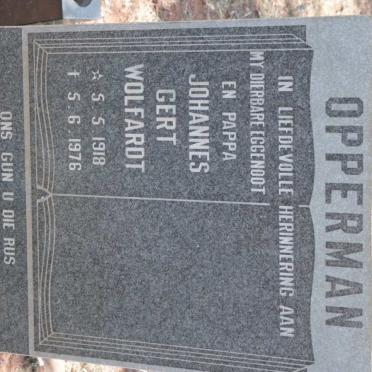 OPPERMAN
IN LIEFDEVOLLE HERINNERING AAN
MY DIERBARE EGGENOOT
EN PAPPA
JOHANNES
GERT
WOLFARDT
☆ 5.5.1918
† 5.6.1976
ONS GUN U DIE RUS